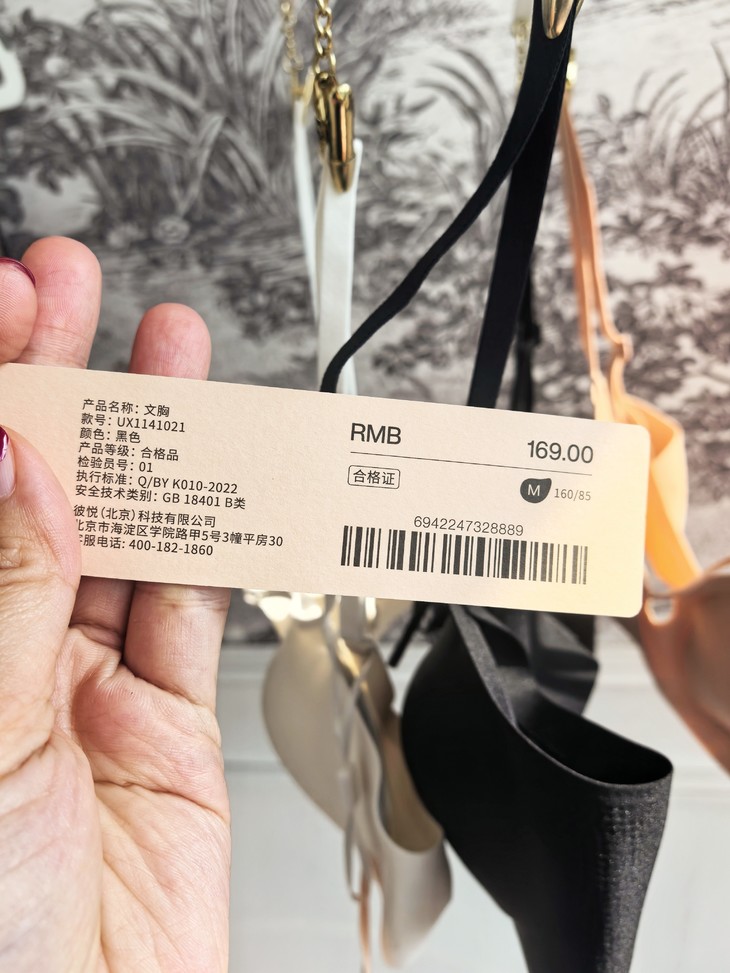 产品名称：文胸
款号：UX1141021
颜色：黑色
产品等级：合格品
检验员号：01
执行标准：Q/BY K010-2022
安全技术类别：GB 18401 B类
彼悦（北京）科技有限公司
北京市海淀区学院路甲5号3幢平房30
客服电话: 400-182-1860
RMB 169.00
合格证
M 160/85
6942247328889